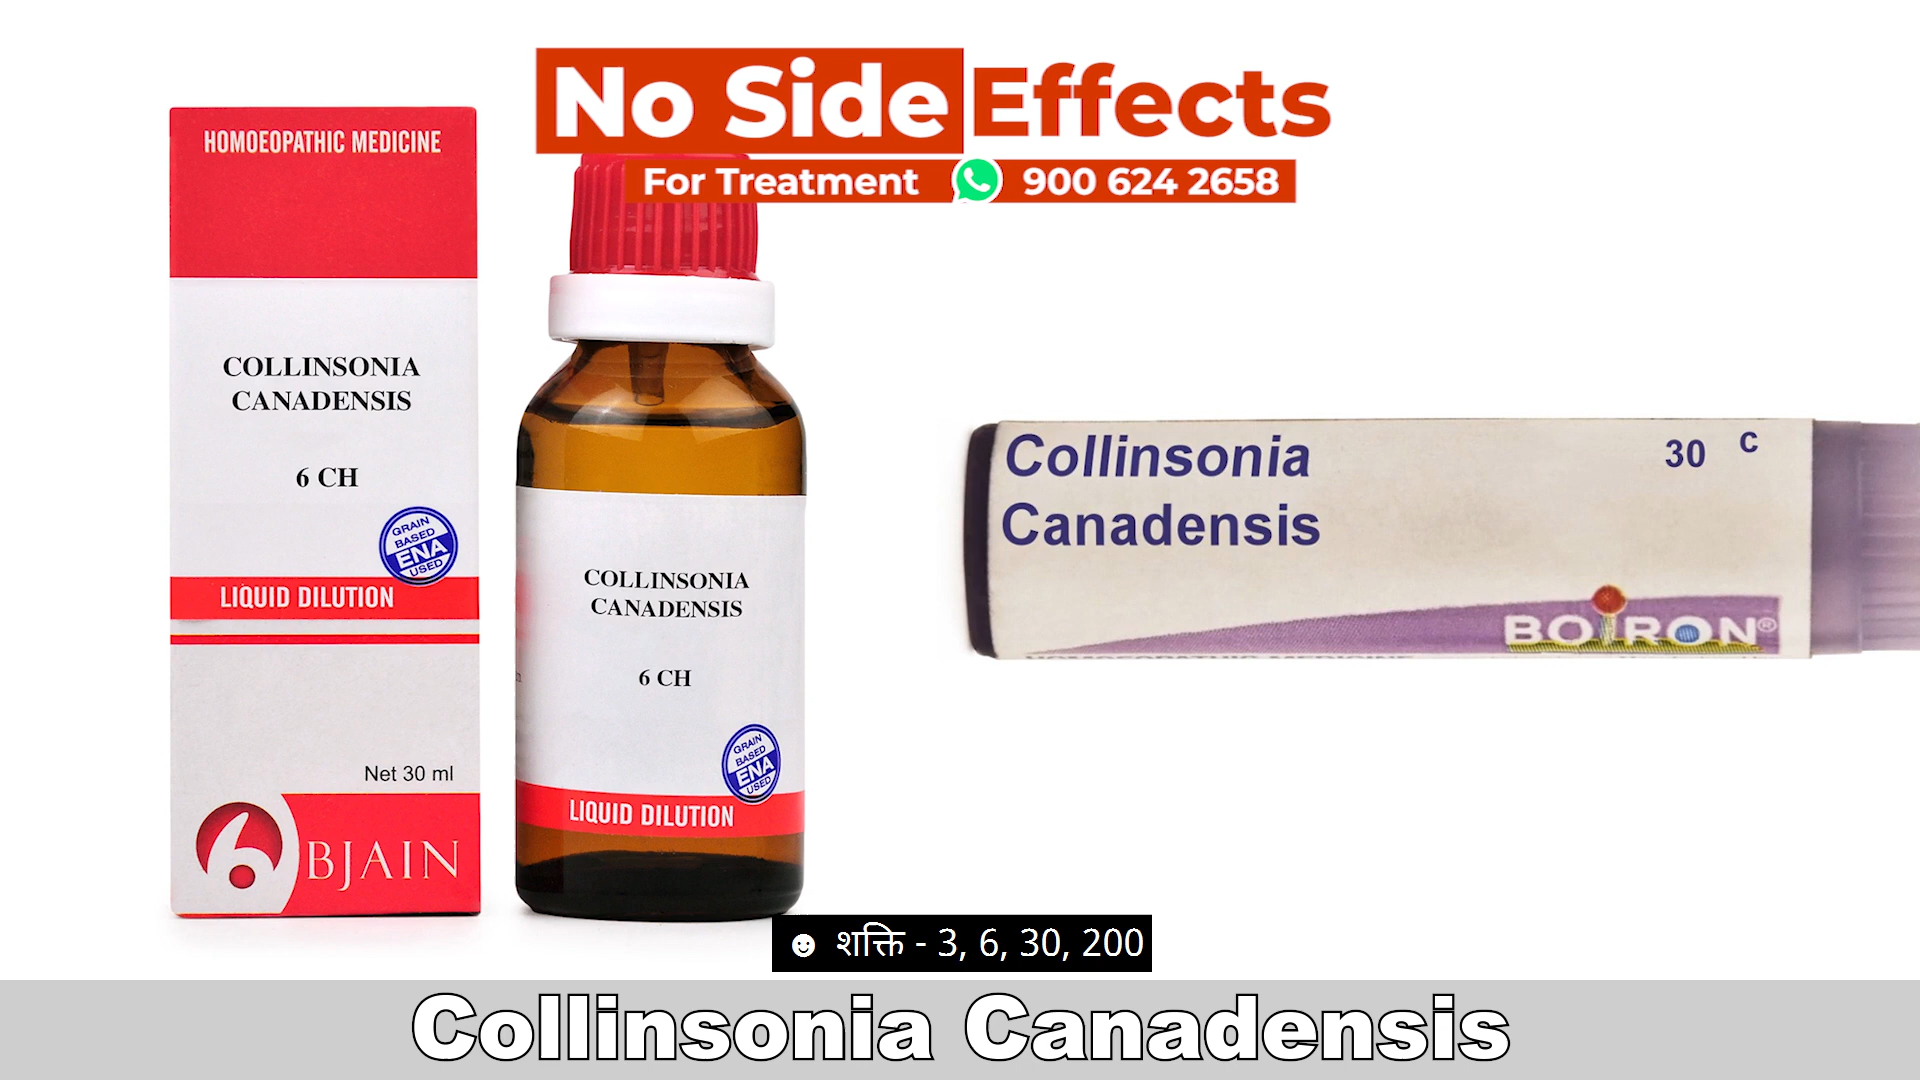 No Side Effects
For Treatment 900 624 2658
HOMOEOPATHIC MEDICINE
COLLINSONIA
CANADENSIS
6 CH
GRAIN
BASED
ENA
USED
LIQUID DILUTION
Net 30 ml
BJAIN
COLLINSONIA
CANADENSIS
6 CH
GRAIN
BASED
ENA
USED
LIQUID DILUTION
Collinsonia 30 c
Canadensis
BOIRON®
☻ शक्ति - 3, 6, 30, 200
Collinsonia Canadensis